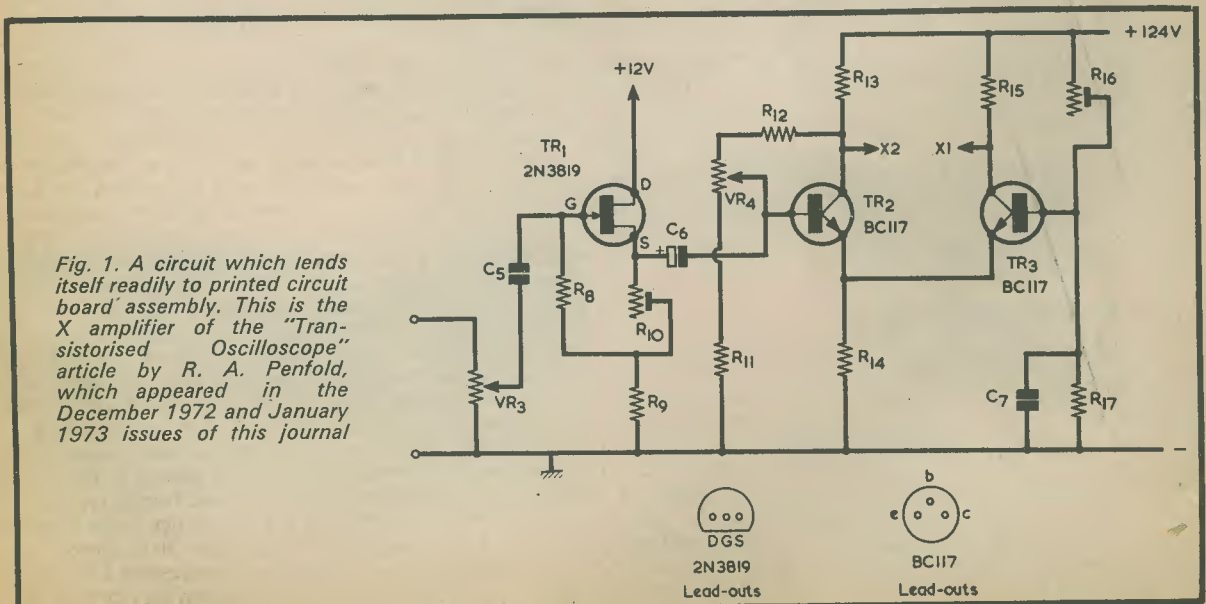 Fig. 1. A circuit which lends
itself readily to printed circuit
board assembly. This is the
X amplifier of the "Tran-
sistorised Oscilloscope"
article by R. A. Penfold,
which appeared in the
December 1972 and January
1973 issues of this journal
+124V
+12V
R13
R15
R16
R12
TR1
2N3819
X2
X1
D
G
S
VR4
TR2
BC117
TR3
BC117
+
C6
C5
R8
R10
R11
R14
VR3
R9
C7
R17
-
b
e
c
DGS
2N3819
Lead-outs
BC117
Lead-outs